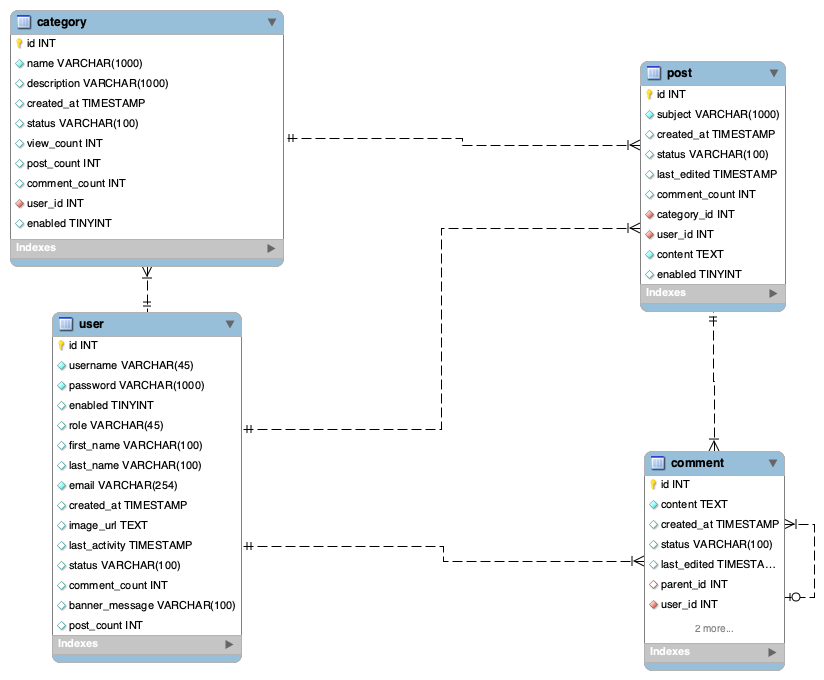 category
id INT
name VARCHAR(1000)
description VARCHAR(1000)
created_at TIMESTAMP
status VARCHAR(100)
view_count INT
post_count INT
comment_count INT
user_id INT
enabled TINYINT
Indexes
user
id INT
username VARCHAR(45)
password VARCHAR(1000)
enabled TINYINT
role VARCHAR(45)
first_name VARCHAR(100)
last_name VARCHAR(100)
email VARCHAR(254)
created_at TIMESTAMP
image_url TEXT
last_activity TIMESTAMP
status VARCHAR(100)
comment_count INT
banner_message VARCHAR(100)
post_count INT
Indexes
post
id INT
subject VARCHAR(1000)
created_at TIMESTAMP
status VARCHAR(100)
last_edited TIMESTAMP
comment_count INT
category_id INT
user_id INT
content TEXT
enabled TINYINT
Indexes
comment
id INT
content TEXT
created_at TIMESTAMP
status VARCHAR(100)
last_edited TIMESTA...
parent_id INT
user_id INT
2 more...
Indexes